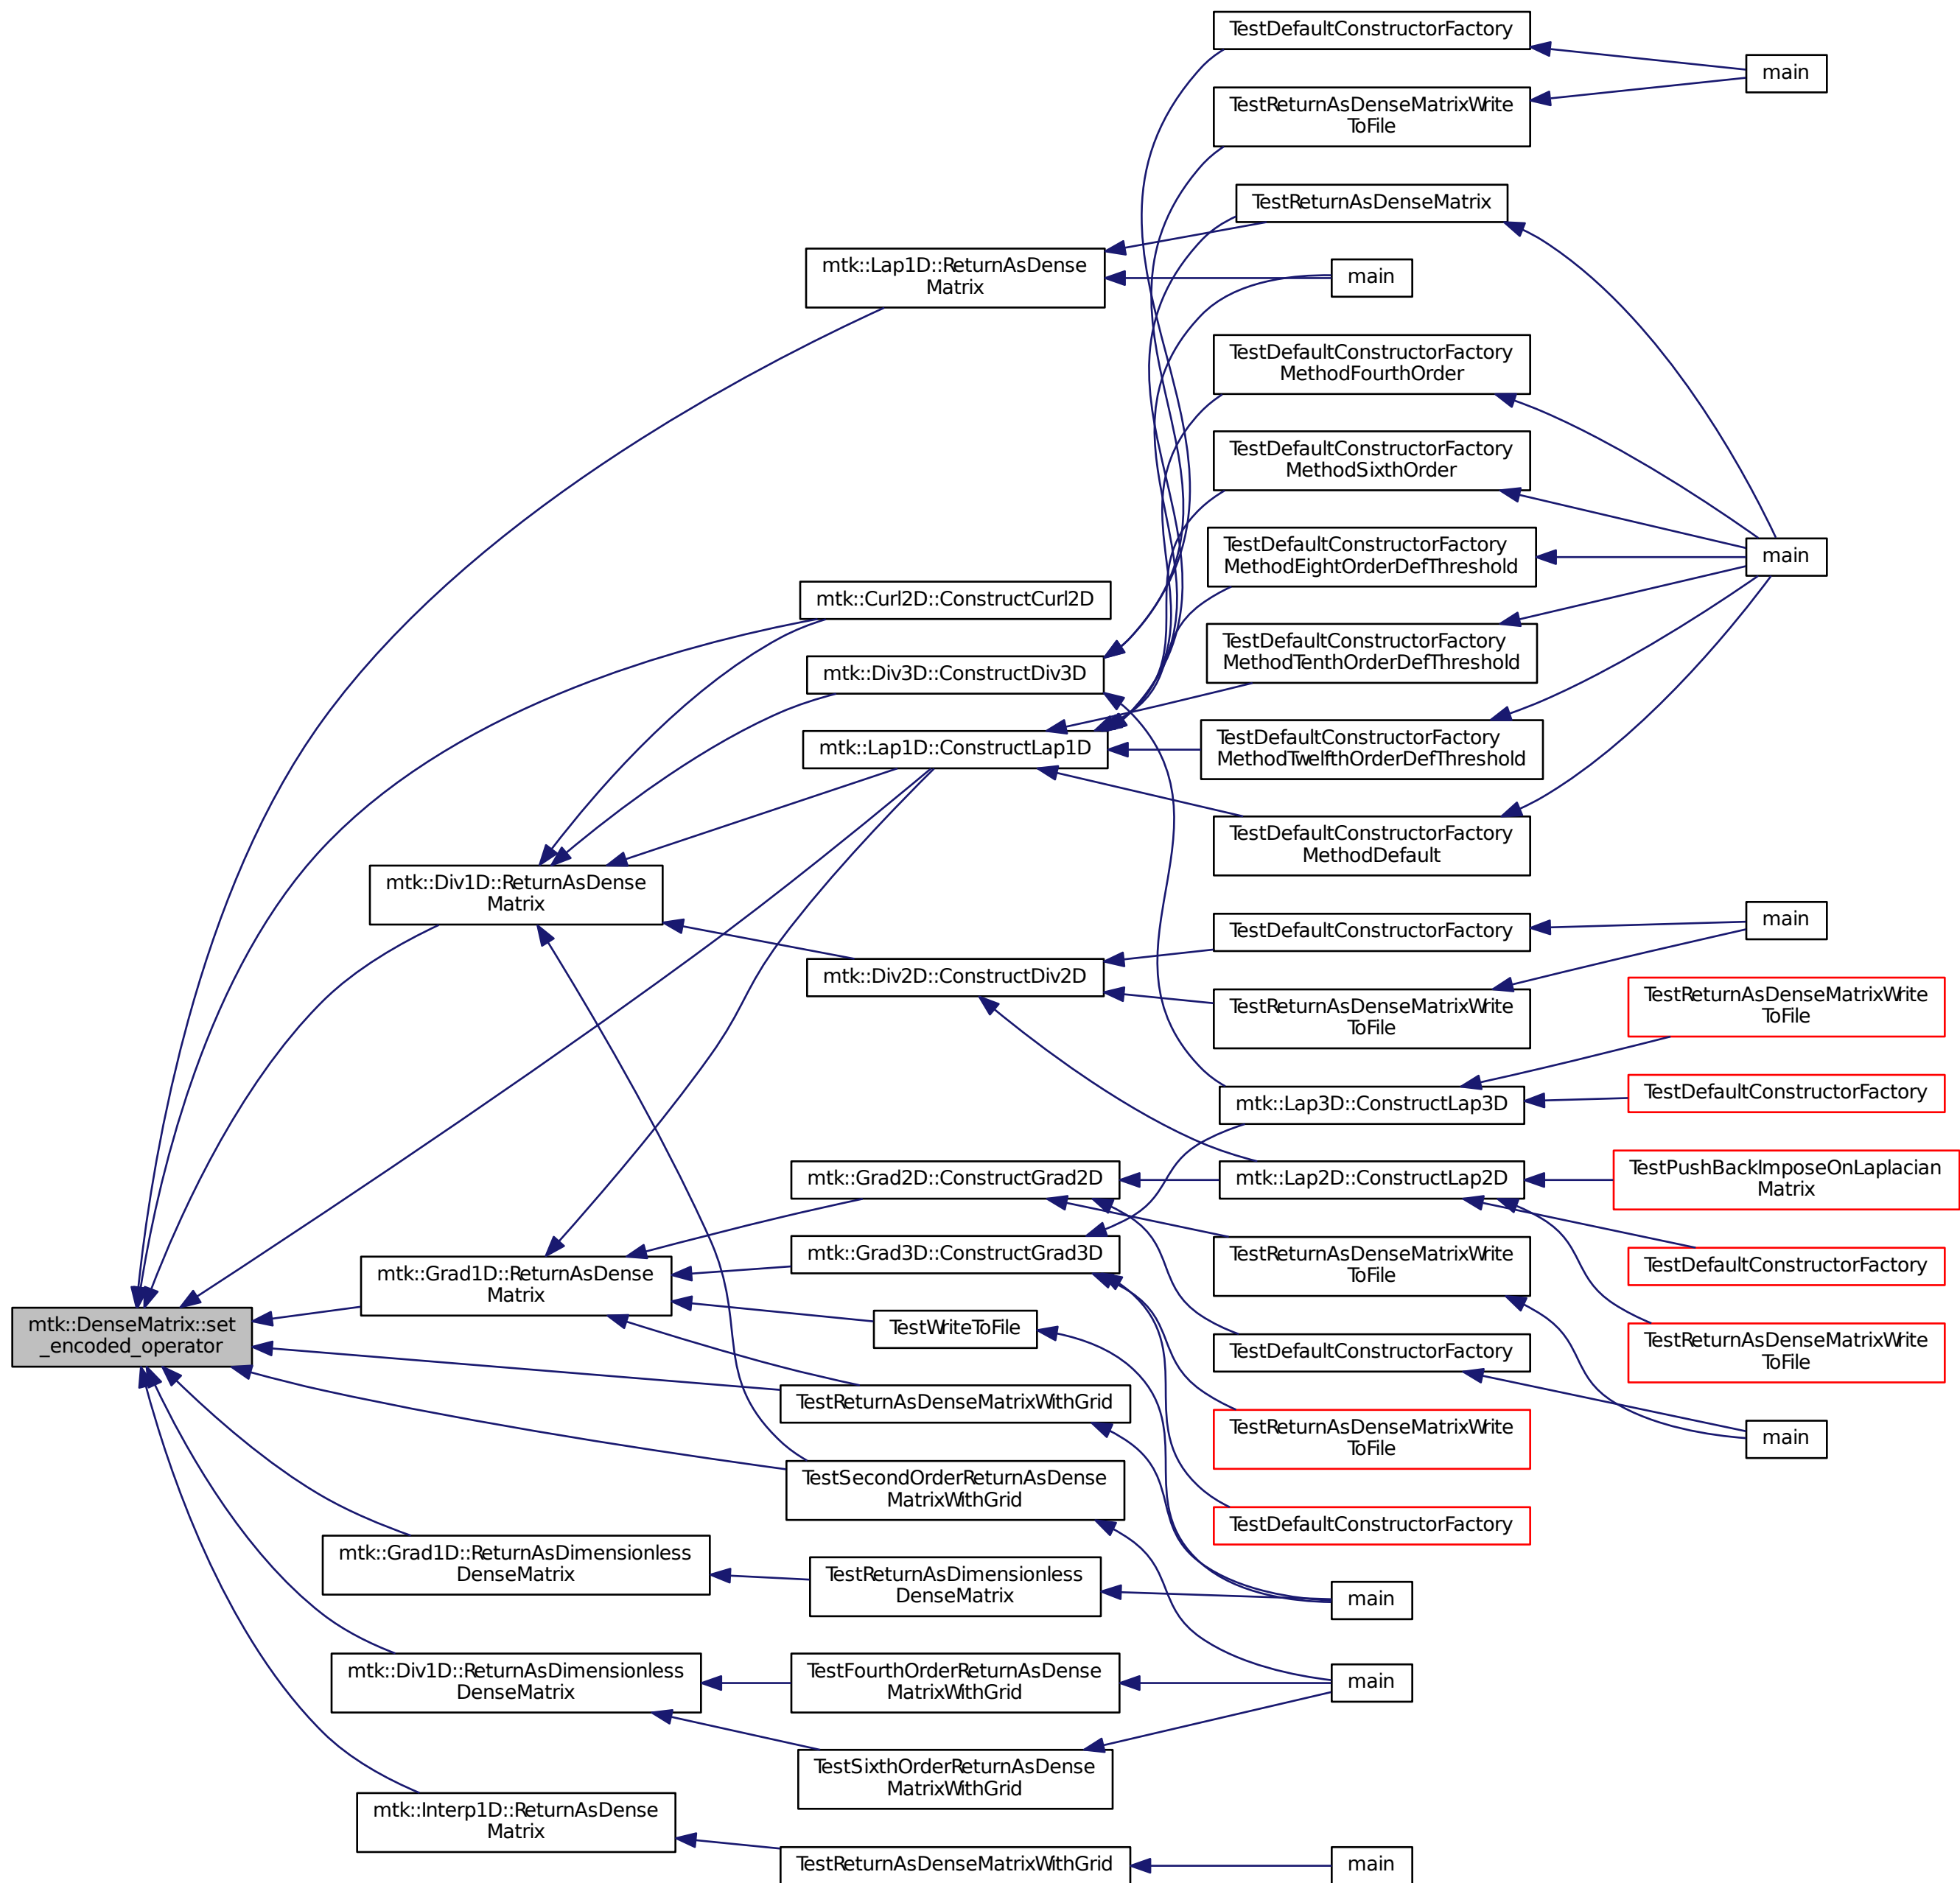 TestDefaultConstructorFactory
main
TestReturnAsDenseMatrixWrite
ToFile
TestReturnAsDenseMatrix
mtk::Lap1D::ReturnAsDense
Matrix
main
TestDefaultConstructorFactory
MethodFourthOrder
TestDefaultConstructorFactory
MethodSixthOrder
TestDefaultConstructorFactory
MethodEightOrderDefThreshold
main
mtk::Curl2D::ConstructCurl2D
TestDefaultConstructorFactory
MethodTenthOrderDefThreshold
mtk::Div3D::ConstructDiv3D
mtk::Lap1D::ConstructLap1D
TestDefaultConstructorFactory
MethodTwelfthOrderDefThreshold
TestDefaultConstructorFactory
MethodDefault
mtk::Div1D::ReturnAsDense
Matrix
TestDefaultConstructorFactory
main
mtk::Div2D::ConstructDiv2D
TestReturnAsDenseMatrixWrite
ToFile
TestReturnAsDenseMatrixWrite
ToFile
mtk::Lap3D::ConstructLap3D
TestDefaultConstructorFactory
mtk::Grad2D::ConstructGrad2D
mtk::Lap2D::ConstructLap2D
TestPushBackImposeOnLaplacian
Matrix
mtk::Grad3D::ConstructGrad3D
TestReturnAsDenseMatrixWrite
ToFile
TestDefaultConstructorFactory
mtk::Grad1D::ReturnAsDense
Matrix
mtk::DenseMatrix::set
_encoded_operator
TestWriteToFile
TestDefaultConstructorFactory
TestReturnAsDenseMatrixWrite
ToFile
TestReturnAsDenseMatrixWithGrid
TestReturnAsDenseMatrixWrite
ToFile
main
TestSecondOrderReturnAsDense
MatrixWithGrid
TestDefaultConstructorFactory
mtk::Grad1D::ReturnAsDimensionless
DenseMatrix
TestReturnAsDimensionless
DenseMatrix
main
mtk::Div1D::ReturnAsDimensionless
DenseMatrix
TestFourthOrderReturnAsDense
MatrixWithGrid
main
TestSixthOrderReturnAsDense
MatrixWithGrid
mtk::Interp1D::ReturnAsDense
Matrix
TestReturnAsDenseMatrixWithGrid
main